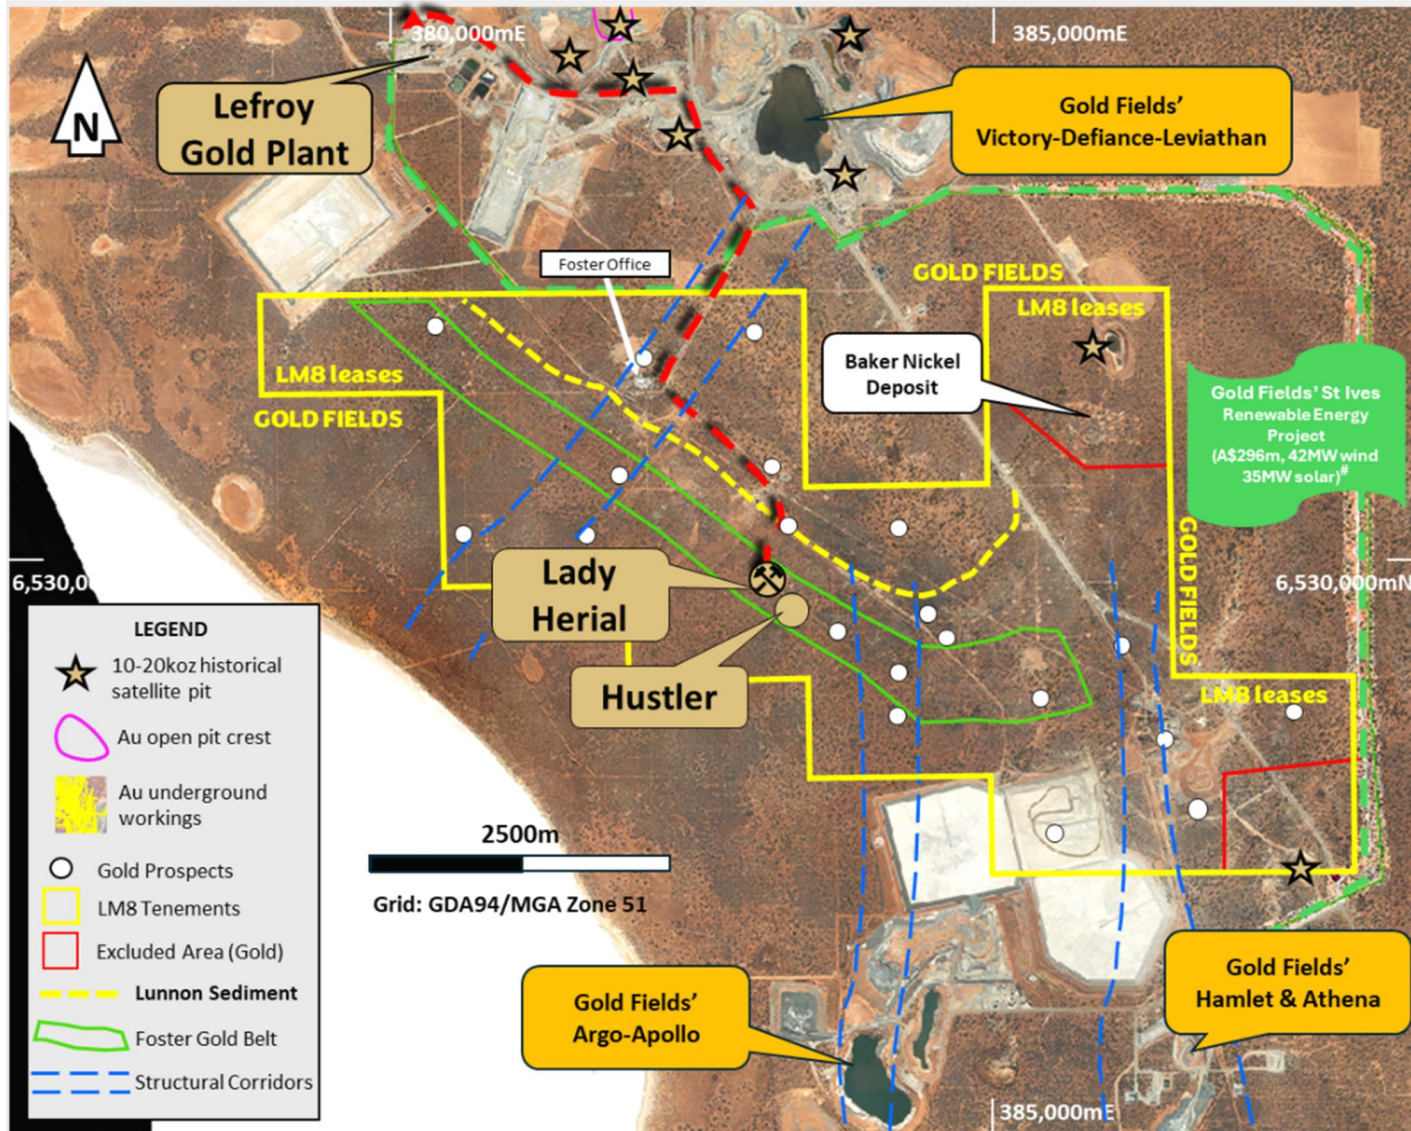 380,000mE
385,000mE
N
Lefroy
Gold Plant
Gold Fields’
Victory-Defiance-Leviathan
Foster Office
GOLD FIELDS
LM8 leases
Baker Nickel
Deposit
LM8 leases
GOLD FIELDS
Gold Fields’ St Ives
Renewable Energy
Project
(A$296m, 42MW wind
35MW solar)#
GOLD FIELDS
6,530,0
6,530,000mN
Lady
Herial
Hustler
LM8 leases
LEGEND
10-20koz historical
satellite pit
Au open pit crest
Au underground
workings
Gold Prospects
LM8 Tenements
Excluded Area (Gold)
Lunnon Sediment
Foster Gold Belt
Structural Corridors
2500m
Grid: GDA94/MGA Zone 51
Gold Fields’
Argo-Apollo
Gold Fields’
Hamlet & Athena
385,000mE